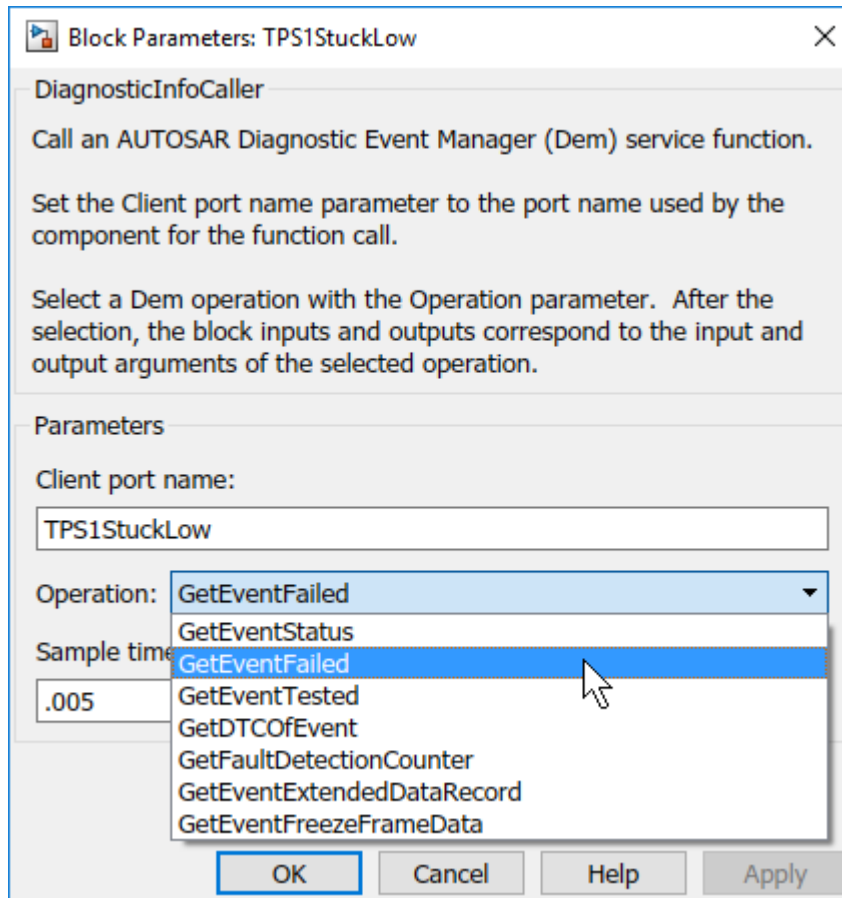 Block Parameters: TPS1StuckLow
DiagnosticInfoCaller
Call an AUTOSAR Diagnostic Event Manager (Dem) service function.
Set the Client port name parameter to the port name used by the
component for the function call.
Select a Dem operation with the Operation parameter.  After the
selection, the block inputs and outputs correspond to the input and
output arguments of the selected operation.
Parameters
Client port name:
TPS1StuckLow
Operation: GetEventFailed
GetEventStatus
Sample time
GetEventFailed
.005
GetEventTested
GetDTCOfEvent
GetFaultDetectionCounter
GetEventExtendedDataRecord
GetEventFreezeFrameData
OK Cancel Help Apply